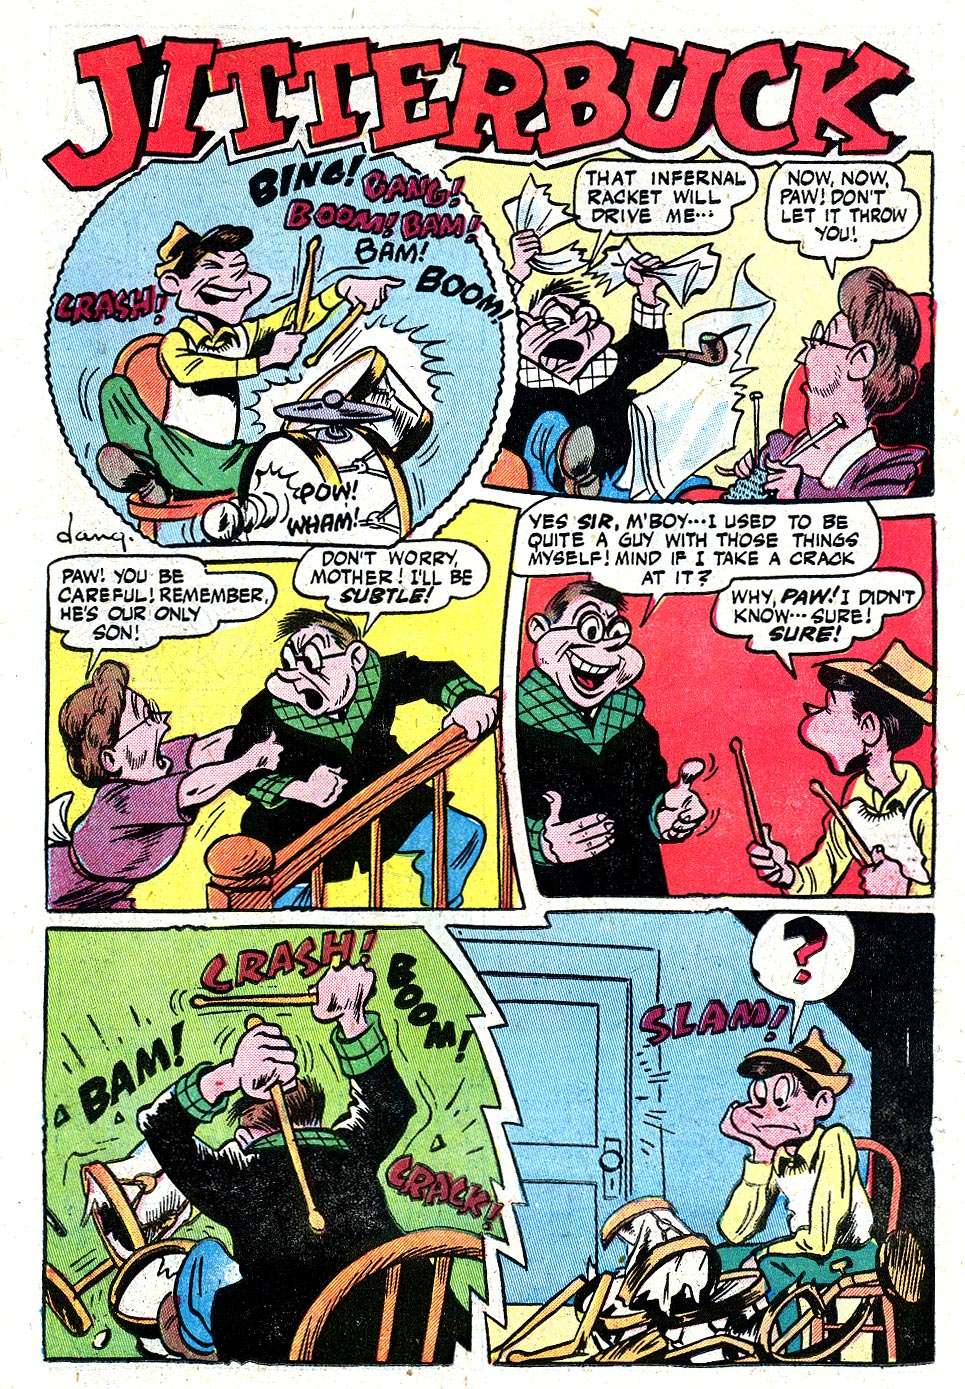 JITTERBUCK
BING!
BANG!
BOOM! BAM!
BAM!
BOOM!
CRASH!
POW!
WHAM!
dang.
THAT INFERNAL
RACKET WILL
DRIVE ME...
NOW, NOW,
PAW! DON'T
LET IT THROW
YOU!
PAW! YOU BE
CAREFUL! REMEMBER,
HE'S OUR ONLY
SON!
DON'T WORRY,
MOTHER! I'LL BE
SUBTLE!
YES SIR, M'BOY...I USED TO BE
QUITE A GUY WITH THOSE THINGS
MYSELF! MIND IF I TAKE A CRACK
AT IT?
WHY, PAW! I DIDN'T
KNOW... SURE!
SURE!
CRASH!
BOOM!
BAM!
CRACK!
?
SLAM!